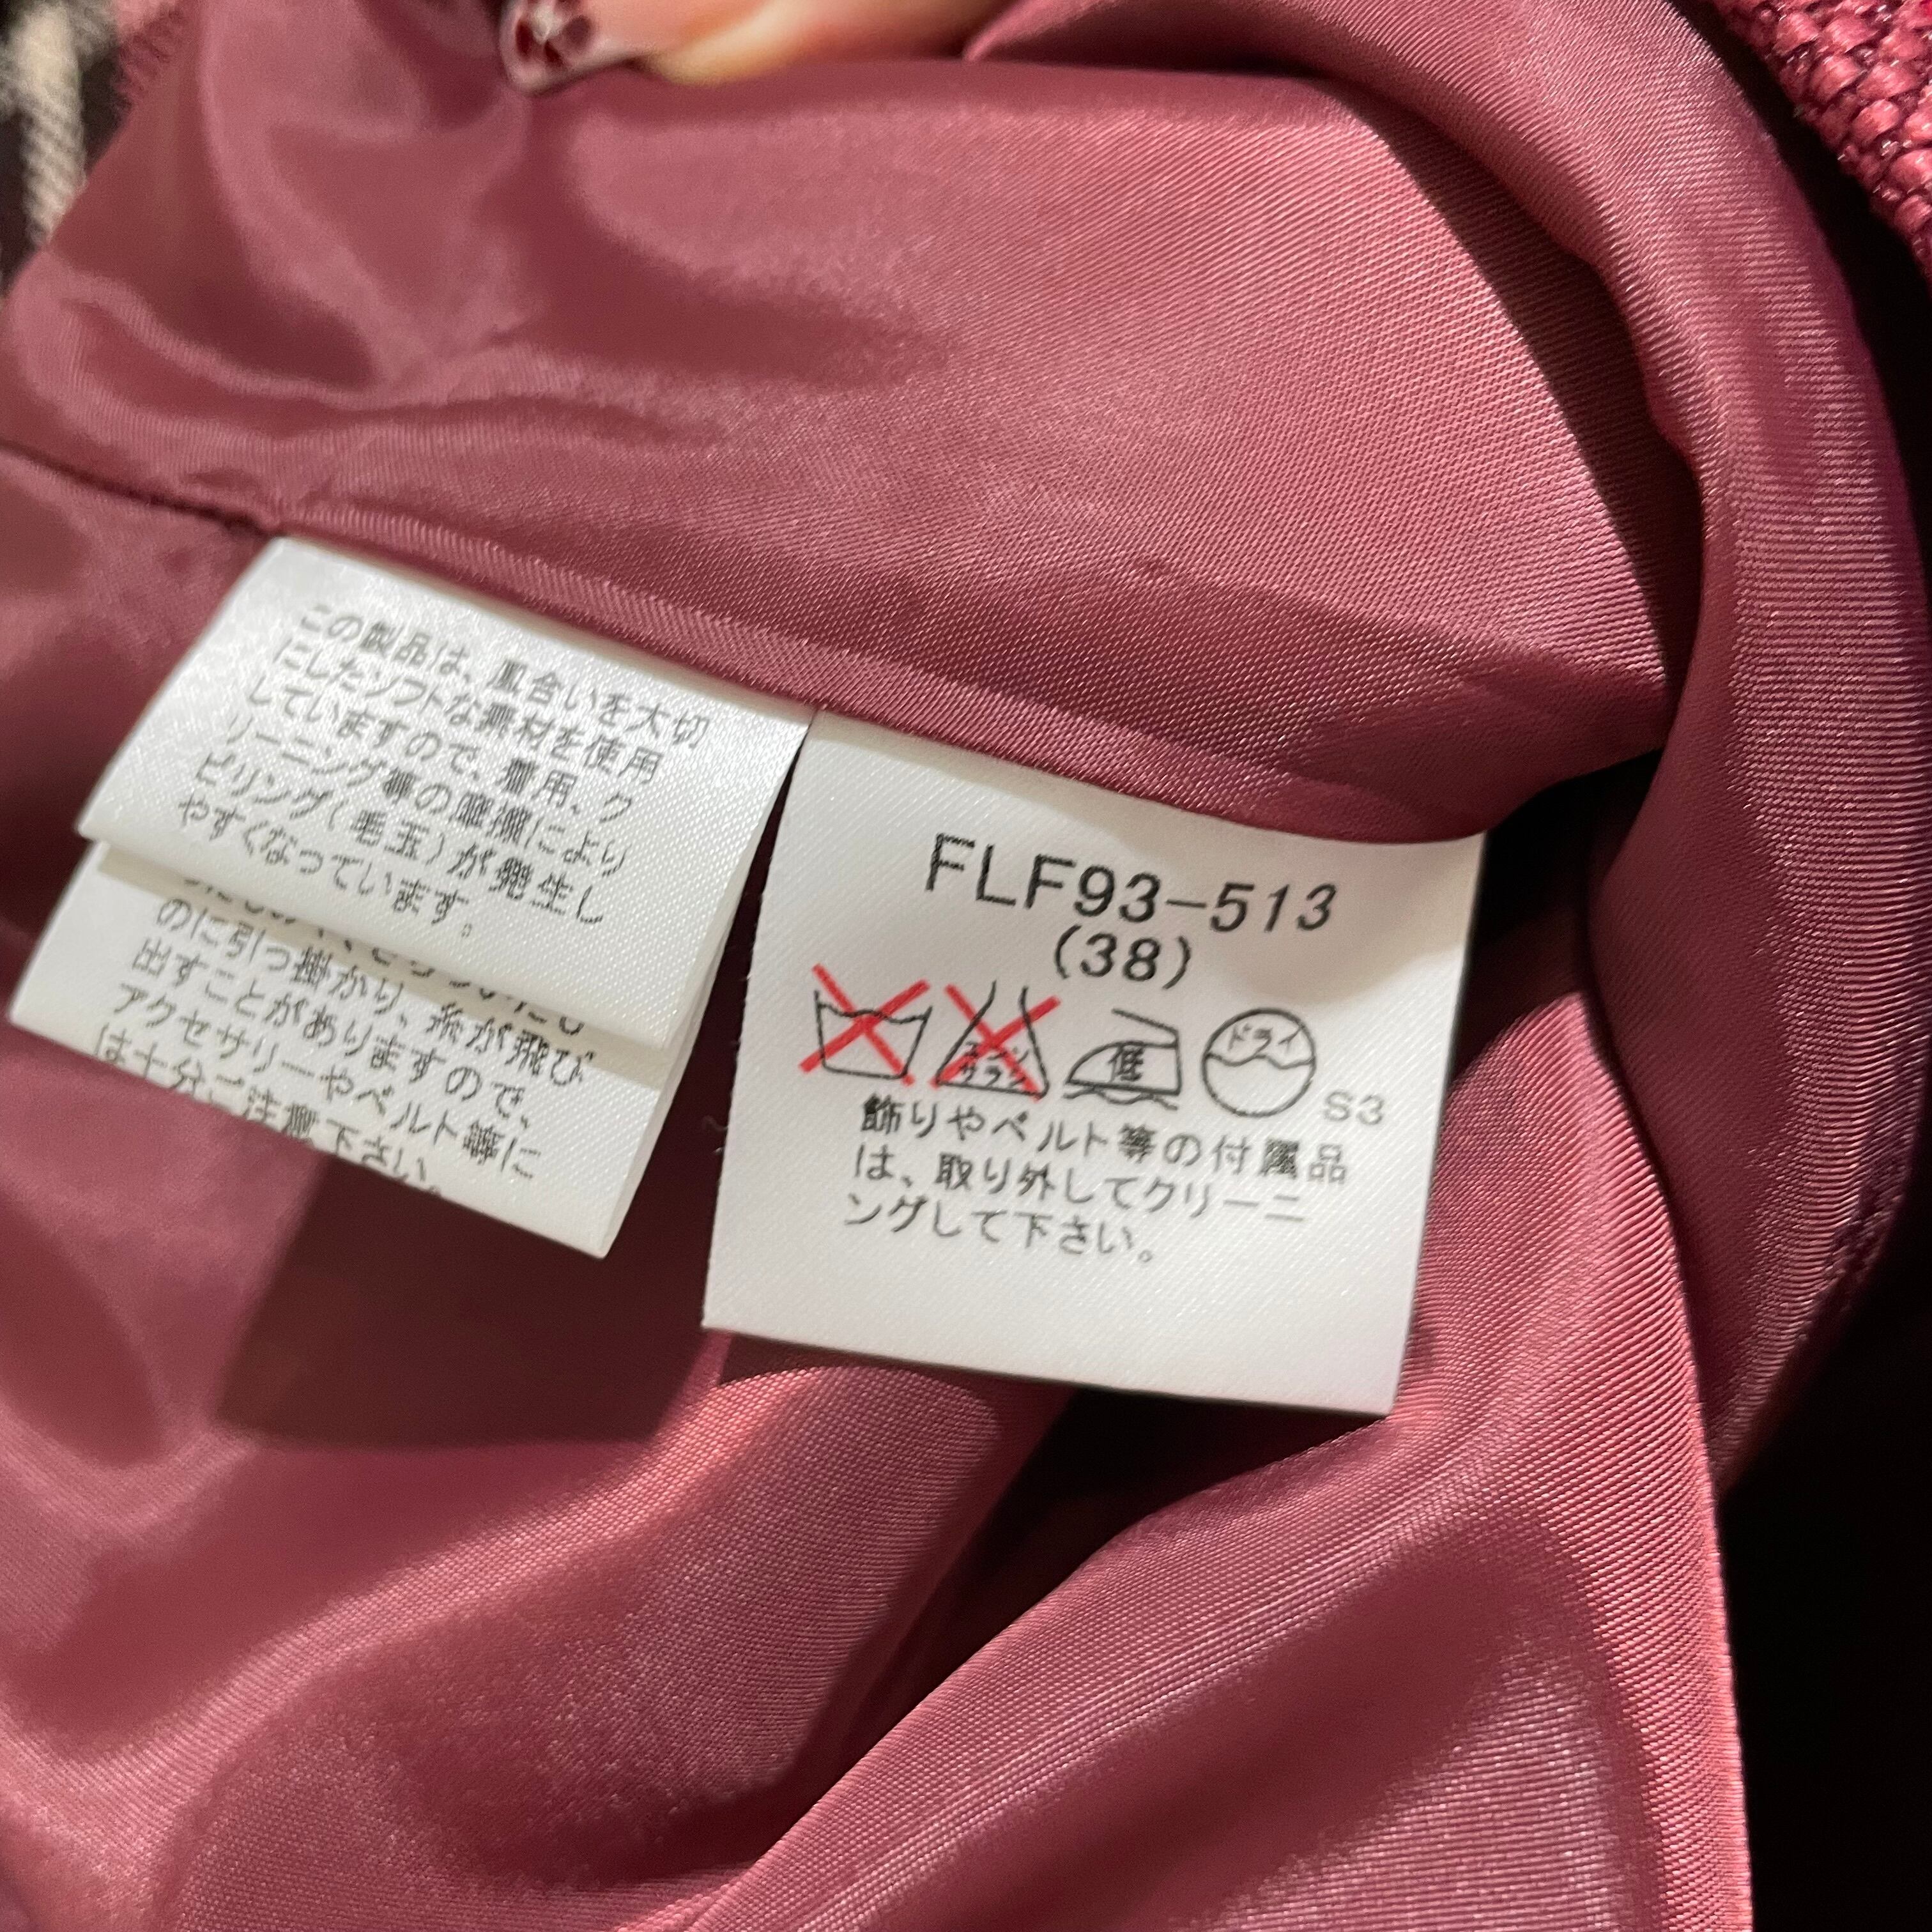 この製品は、風合いを大切
にしたソフトな素材を使用
していますので、着用、ク
リーニング等の摩擦により
ピリング(毛玉)が発生し
やすくなっています。
のに引っ掛かり、糸が飛び
出すことがありますので、
アクセサリーやベルト等に
は十分ご注意下さい。
FLF93-513
(38)
エンソ
サラシ
低
ドライ
S3
飾りやベルト等の付属品
は、取り外してクリーニ
ングして下さい。